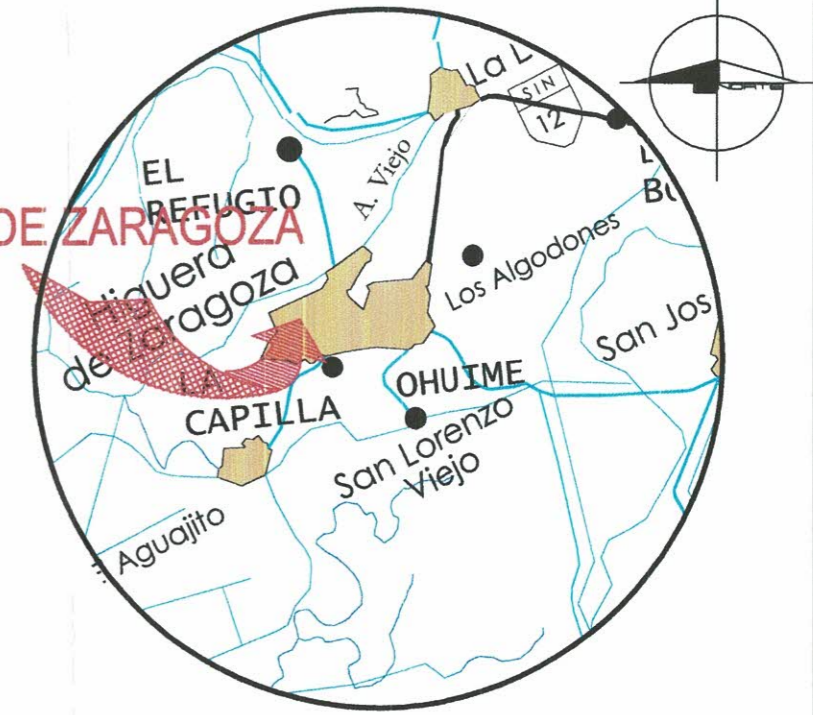 La L
SIN
12
NORTE
EL
REFUGIO
A. Viejo
B
DE ZARAGOZA
Higuera
de Zaragoza
Los Algodones
San Jos
LA
CAPILLA
OHUIME
San Lorenzo
Viejo
Aguajito